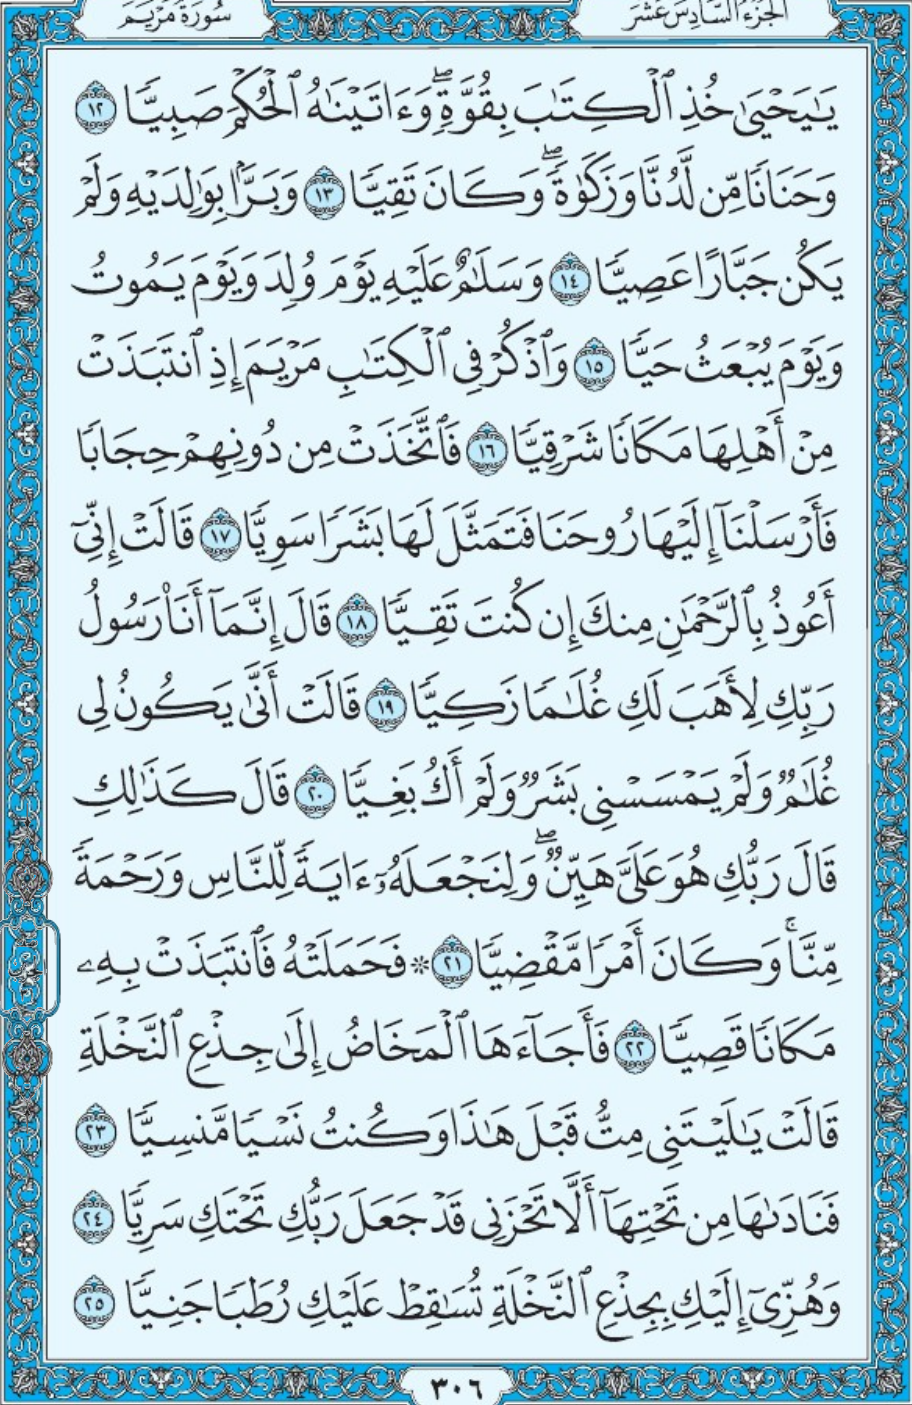 الجزء السادس عشر
سورة مريم
يَٰيَحْيَىٰ خُذِ ٱلْكِتَٰبَ بِقُوَّةٖۖ وَءَاتَيْنَٰهُ ٱلْحُكْمَ صَبِيّٗا ١٢
وَحَنَانٗا مِّن لَّدُنَّا وَزَكَوٰةٗۖ وَكَانَ تَقِيّٗا ١٣ وَبَرَّۢا بِوَٰلِدَيْهِ وَلَمْ
يَكُن جَبَّارًا عَصِيّٗا ١٤ وَسَلَٰمٌ عَلَيْهِ يَوْمَ وُلِدَ وَيَوْمَ يَمُوتُ
وَيَوْمَ يُبْعَثُ حَيّٗا ١٥ وَٱذْكُرْ فِي ٱلْكِتَٰبِ مَرْيَمَ إِذِ ٱنتَبَذَتْ
مِنْ أَهْلِهَا مَكَانٗا شَرْقِيّٗا ١٦ فَٱتَّخَذَتْ مِن دُونِهِمْ حِجَابٗا
فَأَرْسَلْنَآ إِلَيْهَا رُوحَنَا فَتَمَثَّلَ لَهَا بَشَرٗا سَوِيّٗا ١٧ قَالَتْ إِنِّيٓ
أَعُوذُ بِٱلرَّحْمَٰنِ مِنكَ إِن كُنتَ تَقِيّٗا ١٨ قَالَ إِنَّمَآ أَنَا۠ رَسُولُ
رَبِّكِ لِأَهَبَ لَكِ غُلَٰمٗا زَكِيّٗا ١٩ قَالَتْ أَنَّىٰ يَكُونُ لِي
غُلَٰمٞ وَلَمْ يَمْسَسْنِي بَشَرٞ وَلَمْ أَكُ بَغِيّٗا ٢٠ قَالَ كَذَٰلِكِ
قَالَ رَبُّكِ هُوَ عَلَيَّ هَيِّنٞۖ وَلِنَجْعَلَهُۥٓ ءَايَةٗ لِّلنَّاسِ وَرَحْمَةٗ
مِّنَّاۚ وَكَانَ أَمْرٗا مَّقْضِيّٗا ٢١ ۞ فَحَمَلَتْهُ فَٱنتَبَذَتْ بِهِۦ
مَكَانٗا قَصِيّٗا ٢٢ فَأَجَآءَهَا ٱلْمَخَاضُ إِلَىٰ جِذْعِ ٱلنَّخْلَةِ
قَالَتْ يَٰلَيْتَنِي مِتُّ قَبْلَ هَٰذَا وَكُنتُ نَسْيٗا مَّنسِيّٗا ٢٣
فَنَادَىٰهَا مِن تَحْتِهَآ أَلَّا تَحْزَنِي قَدْ جَعَلَ رَبُّكِ تَحْتَكِ سَرِيّٗا ٢٤
وَهُزِّيٓ إِلَيْكِ بِجِذْعِ ٱلنَّخْلَةِ تُسَٰقِطْ عَلَيْكِ رُطَبٗا جَنِيّٗا ٢٥
٣٠٦